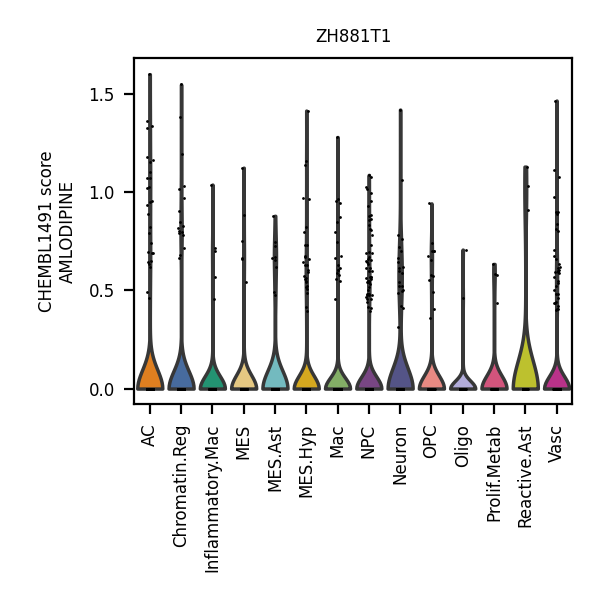 ZH881T1
CHEMBL1491 score
AMLODIPINE
1.5
1.0
0.5
0.0
AC
Chromatin.Reg
Inflammatory.Mac
MES
MES.Ast
MES.Hyp
Mac
NPC
Neuron
OPC
Oligo
Prolif.Metab
Reactive.Ast
Vasc